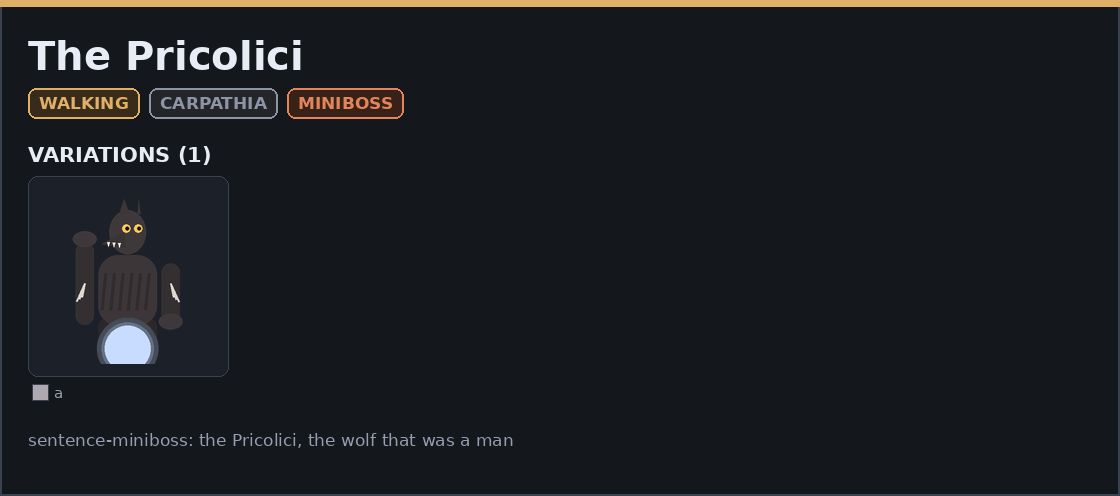 The Pricolici
WALKING CARPATHIA MINIBOSS
VARIATIONS (1)
a
sentence-miniboss: the Pricolici, the wolf that was a man